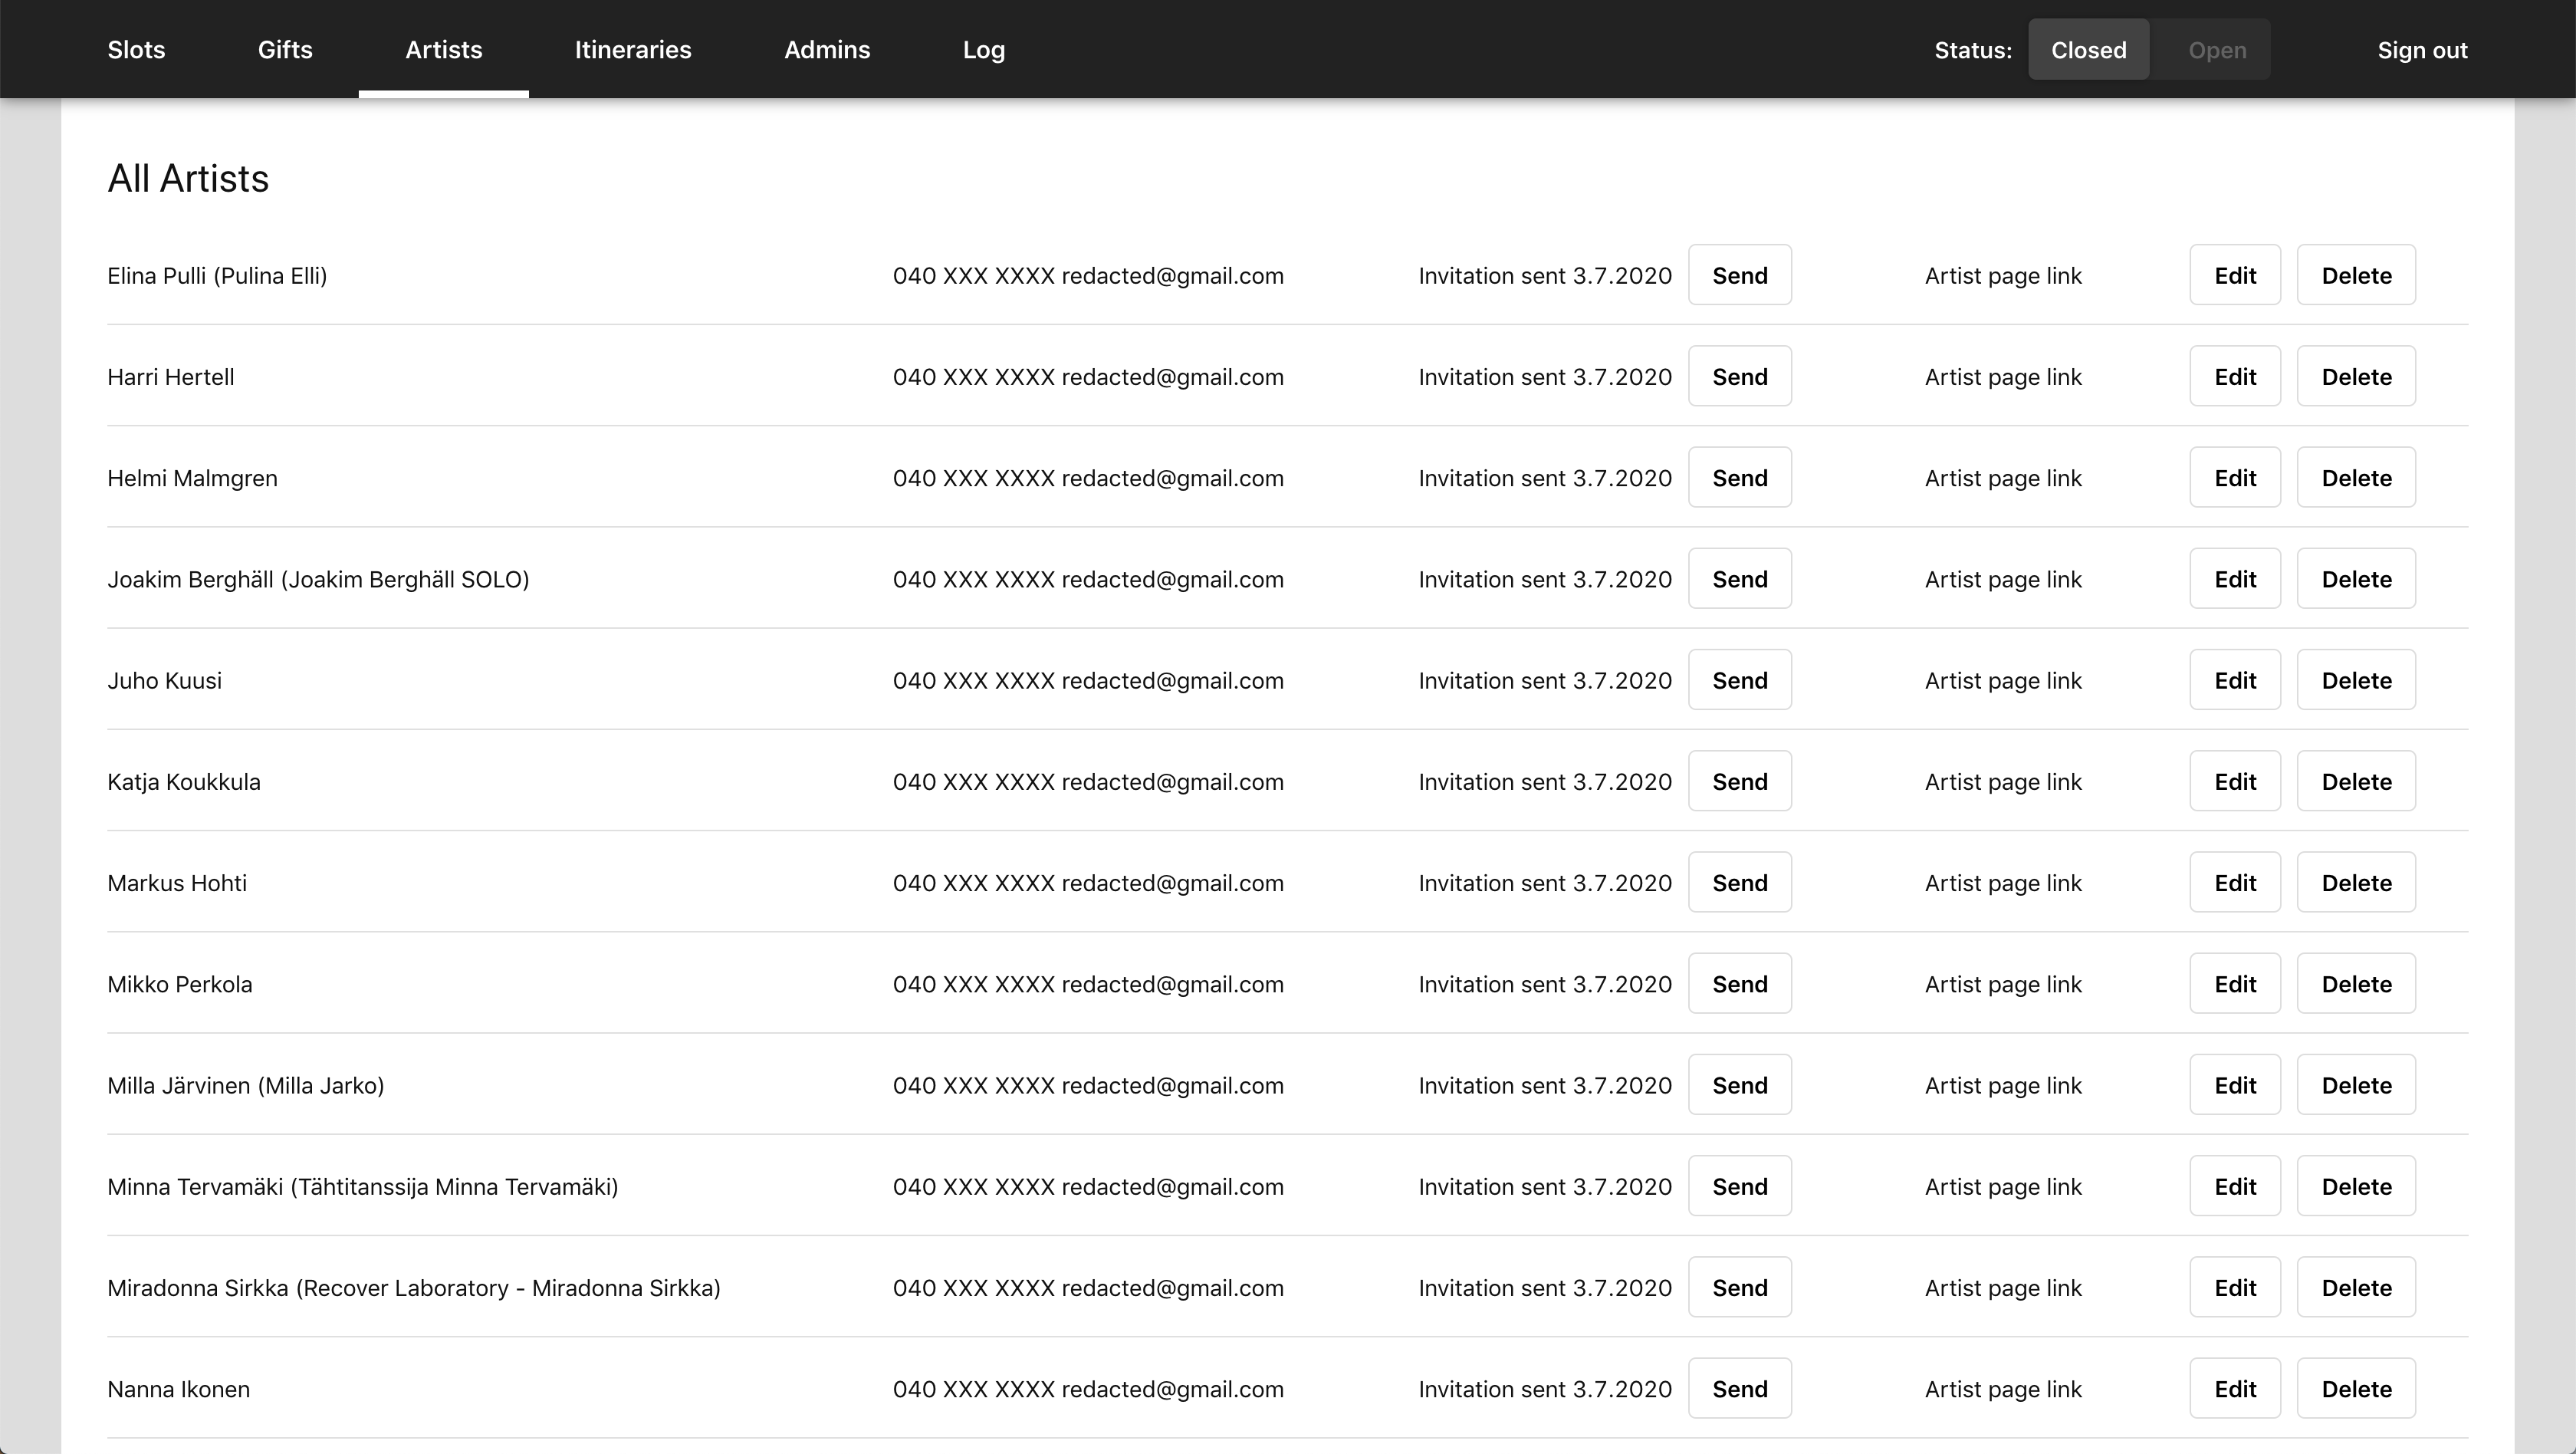 Slots Gifts Artists Itineraries Admins Log Status: Closed Open Sign out
All Artists
Elina Pulli (Pulina Elli) 040 XXX XXXX redacted@gmail.com Invitation sent 3.7.2020 Send Artist page link Edit Delete
Harri Hertell 040 XXX XXXX redacted@gmail.com Invitation sent 3.7.2020 Send Artist page link Edit Delete
Helmi Malmgren 040 XXX XXXX redacted@gmail.com Invitation sent 3.7.2020 Send Artist page link Edit Delete
Joakim Berghäll (Joakim Berghäll SOLO) 040 XXX XXXX redacted@gmail.com Invitation sent 3.7.2020 Send Artist page link Edit Delete
Juho Kuusi 040 XXX XXXX redacted@gmail.com Invitation sent 3.7.2020 Send Artist page link Edit Delete
Katja Koukkula 040 XXX XXXX redacted@gmail.com Invitation sent 3.7.2020 Send Artist page link Edit Delete
Markus Hohti 040 XXX XXXX redacted@gmail.com Invitation sent 3.7.2020 Send Artist page link Edit Delete
Mikko Perkola 040 XXX XXXX redacted@gmail.com Invitation sent 3.7.2020 Send Artist page link Edit Delete
Milla Järvinen (Milla Jarko) 040 XXX XXXX redacted@gmail.com Invitation sent 3.7.2020 Send Artist page link Edit Delete
Minna Tervamäki (Tähtitanssija Minna Tervamäki) 040 XXX XXXX redacted@gmail.com Invitation sent 3.7.2020 Send Artist page link Edit Delete
Miradonna Sirkka (Recover Laboratory - Miradonna Sirkka) 040 XXX XXXX redacted@gmail.com Invitation sent 3.7.2020 Send Artist page link Edit Delete
Nanna Ikonen 040 XXX XXXX redacted@gmail.com Invitation sent 3.7.2020 Send Artist page link Edit Delete